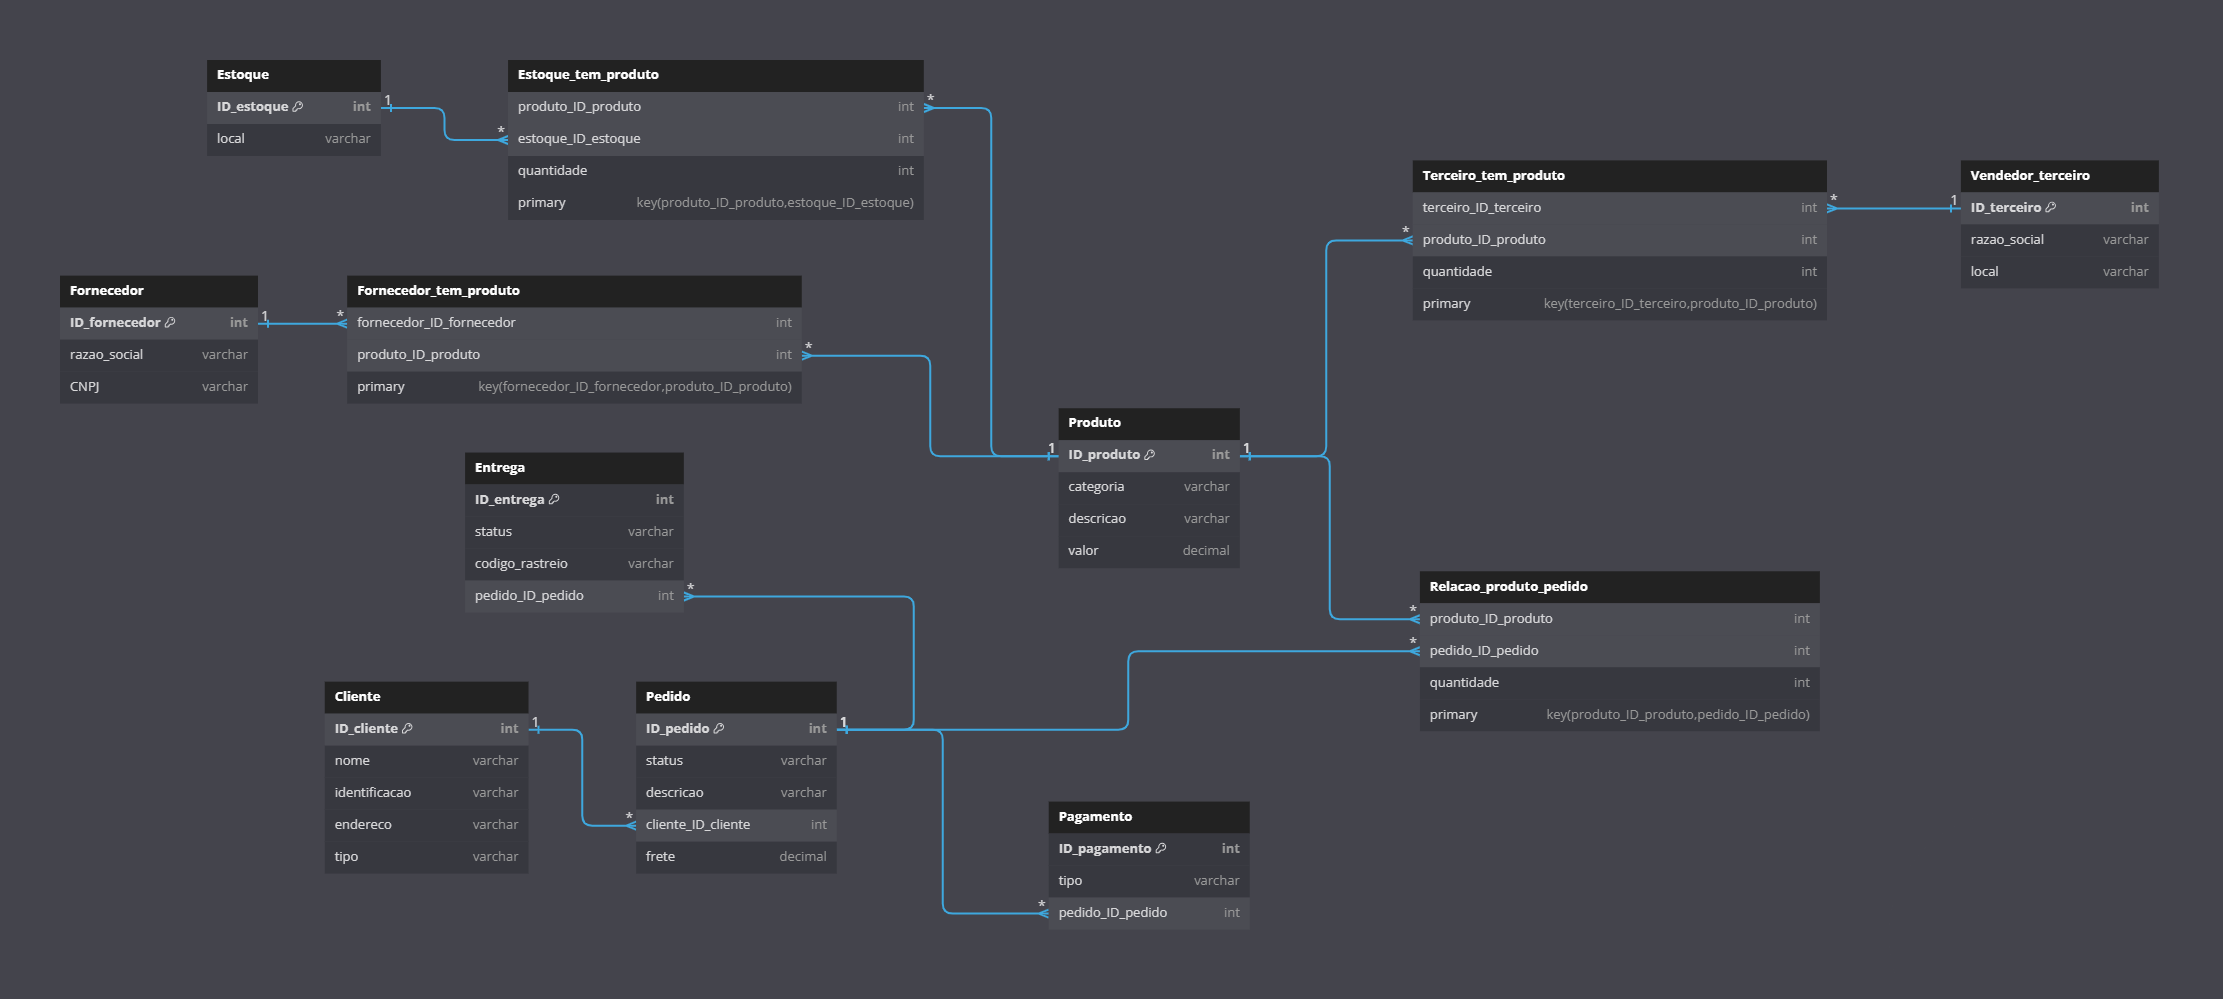 Estoque
ID_estoque int
local varchar
1
*
Estoque_tem_produto
produto_ID_produto int
estoque_ID_estoque int
quantidade int
primary key(produto_ID_produto,estoque_ID_estoque)
*
Terceiro_tem_produto
terceiro_ID_terceiro int
produto_ID_produto int
quantidade int
primary key(terceiro_ID_terceiro,produto_ID_produto)
*
*
1
Vendedor_terceiro
ID_terceiro int
razao_social varchar
local varchar
Fornecedor
ID_fornecedor int
razao_social varchar
CNPJ varchar
1
*
Fornecedor_tem_produto
fornecedor_ID_fornecedor int
produto_ID_produto int
primary key(fornecedor_ID_fornecedor,produto_ID_produto)
*
1
Produto
ID_produto int
categoria varchar
descricao varchar
valor decimal
1
Entrega
ID_entrega int
status varchar
codigo_rastreio varchar
pedido_ID_pedido int
*
*
*
Relacao_produto_pedido
produto_ID_produto int
pedido_ID_pedido int
quantidade int
primary key(produto_ID_produto,pedido_ID_pedido)
Cliente
ID_cliente int
nome varchar
identificacao varchar
endereco varchar
tipo varchar
1
*
Pedido
ID_pedido int
status varchar
descricao varchar
cliente_ID_cliente int
frete decimal
1
*
Pagamento
ID_pagamento int
tipo varchar
pedido_ID_pedido int